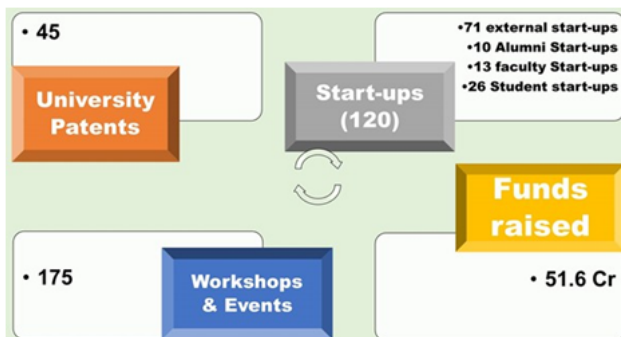 • 45
University
Patents
•71 external start-ups
•10 Alumni Start-ups
•13 faculty Start-ups
•26 Student start-ups
Start-ups
(120)
• 175
Workshops
& Events
Funds
raised
• 51.6 Cr